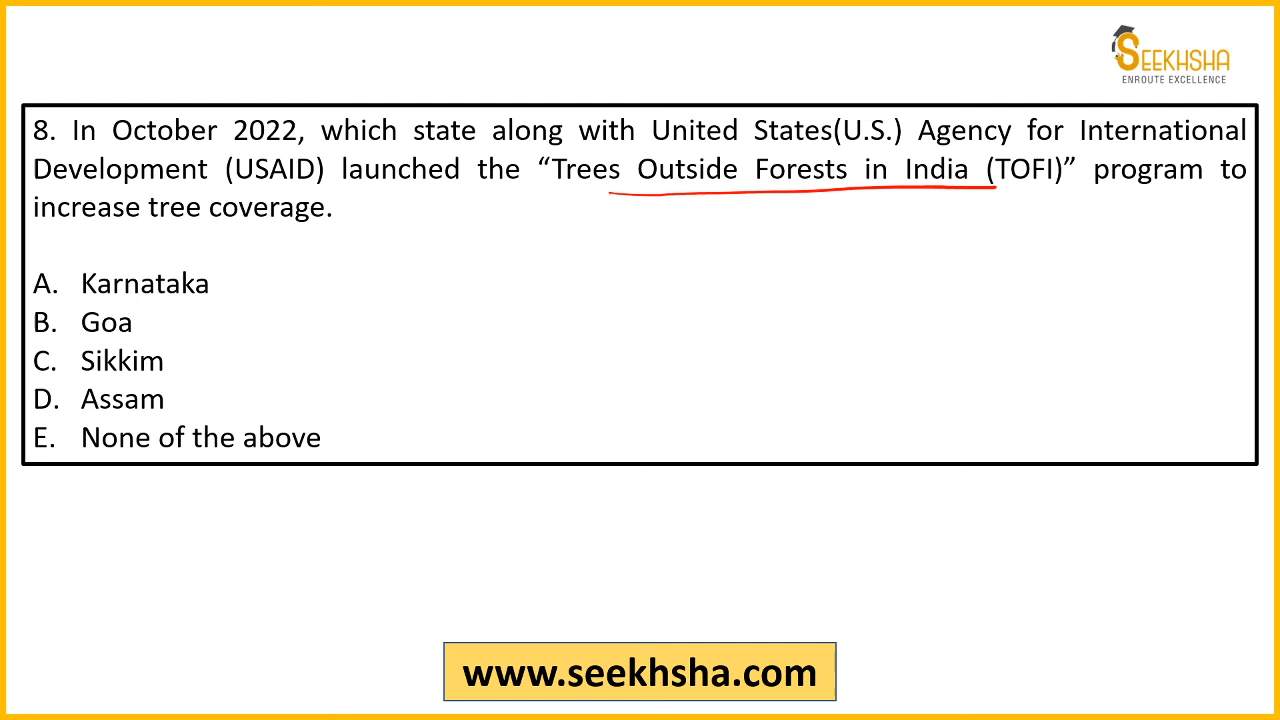 SEEKHSHA
ENROUTE EXCELLENCE
8. In October 2022, which state along with United States(U.S.) Agency for International
Development (USAID) launched the “Trees Outside Forests in India (TOFI)” program to
increase tree coverage.
A. Karnataka
B. Goa
C. Sikkim
D. Assam
E. None of the above
www.seekhsha.com